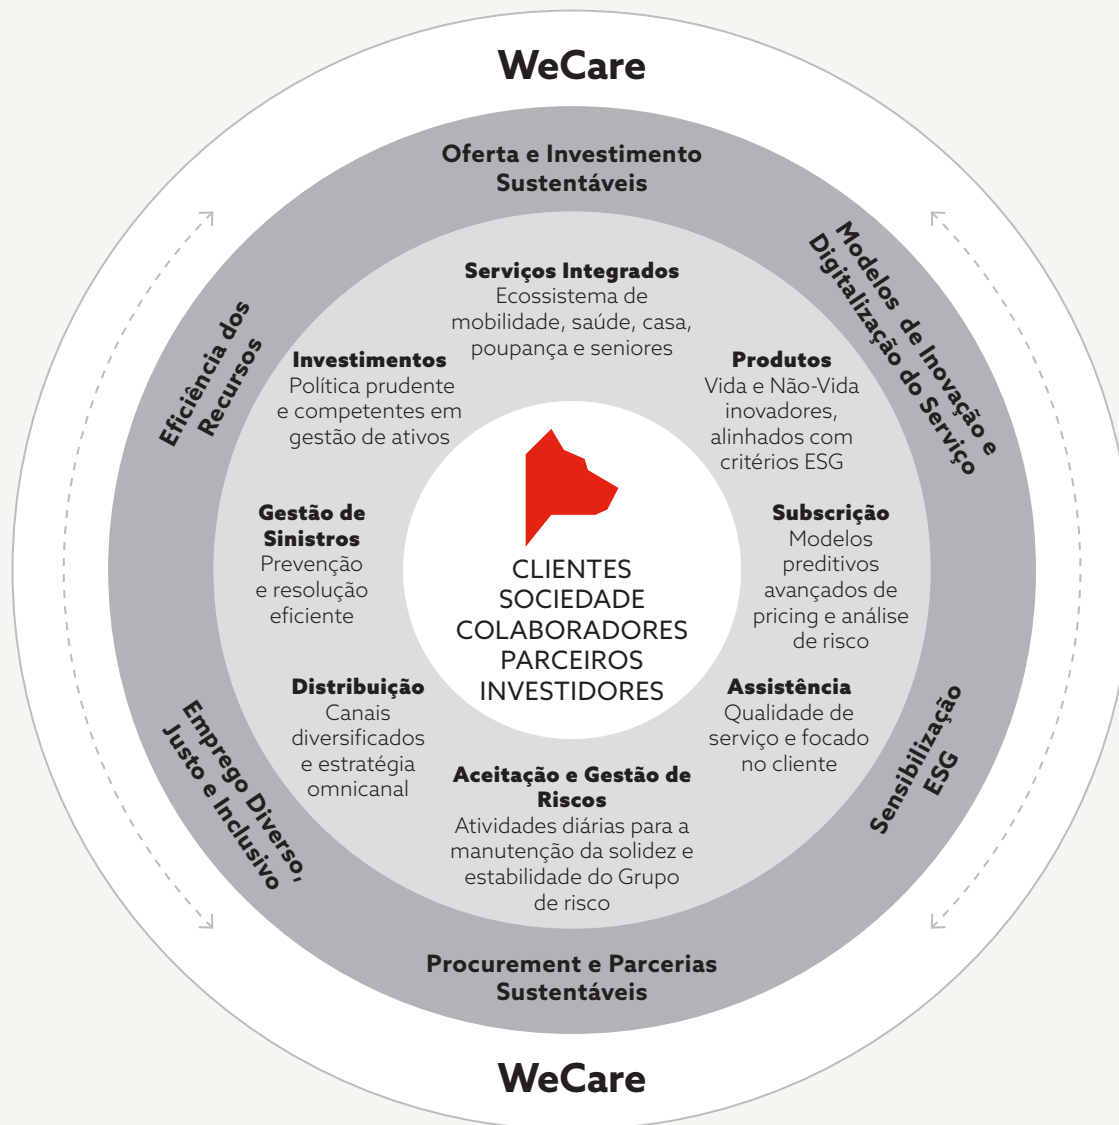 WeCare
Oferta e Investimento
Sustentáveis
Modelos de Inovação e
Digitalização do Serviço
Sensibilização
ESG
Procurement e Parcerias
Sustentáveis
Emprego Diverso,
Justo e Inclusivo
Eficiência dos
Recursos
Serviços Integrados
Ecossistema de
mobilidade, saúde, casa,
poupança e seniores
Produtos
Vida e Não-Vida
inovadores,
alinhados com
critérios ESG
Subscrição
Modelos
preditivos
avançados de
pricing e análise
de risco
Assistência
Qualidade de
serviço e focado
no cliente
Aceitação e Gestão de
Riscos
Atividades diárias para a
manutenção da solidez e
estabilidade do Grupo
de risco
Distribuição
Canais
diversificados
e estratégia
omnicanal
Gestão de
Sinistros
Prevenção
e resolução
eficiente
Investimentos
Política prudente
e competentes em
gestão de ativos
CLIENTES
SOCIEDADE
COLABORADORES
PARCEIROS
INVESTIDORES
WeCare